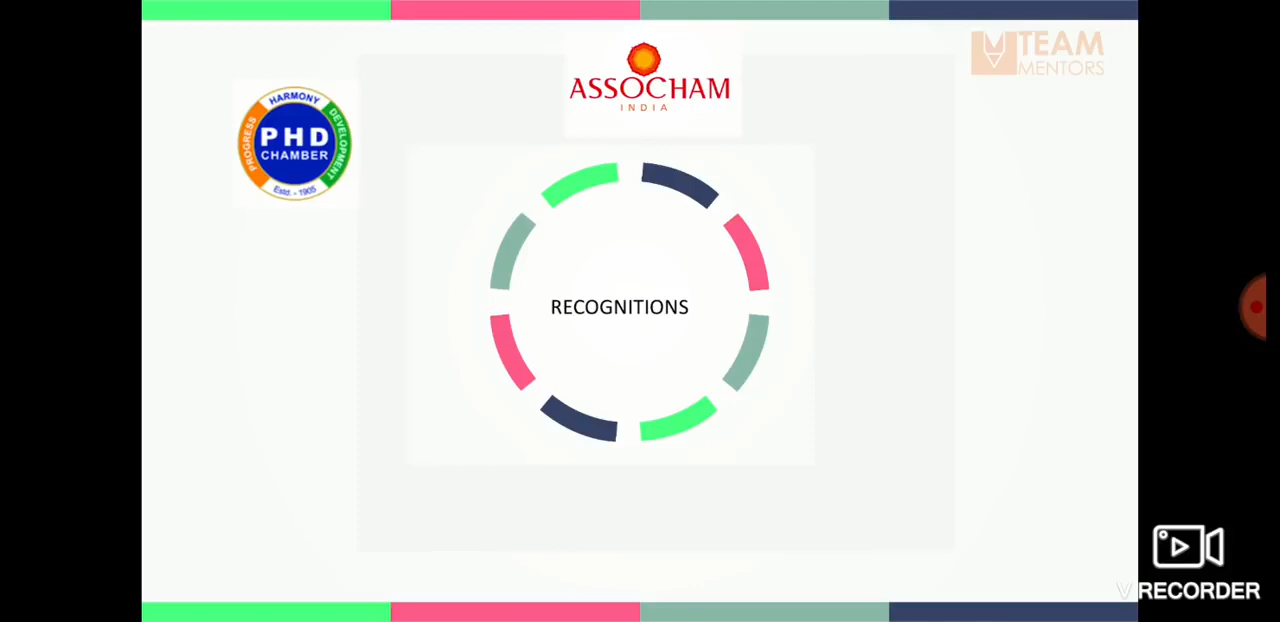 TEAM
MENTORS
ASSOCHAM
INDIA
HARMONY
PROGRESS
DEVELOPMENT
PHD
CHAMBER
Estd. - 1905
RECOGNITIONS
V RECORDER